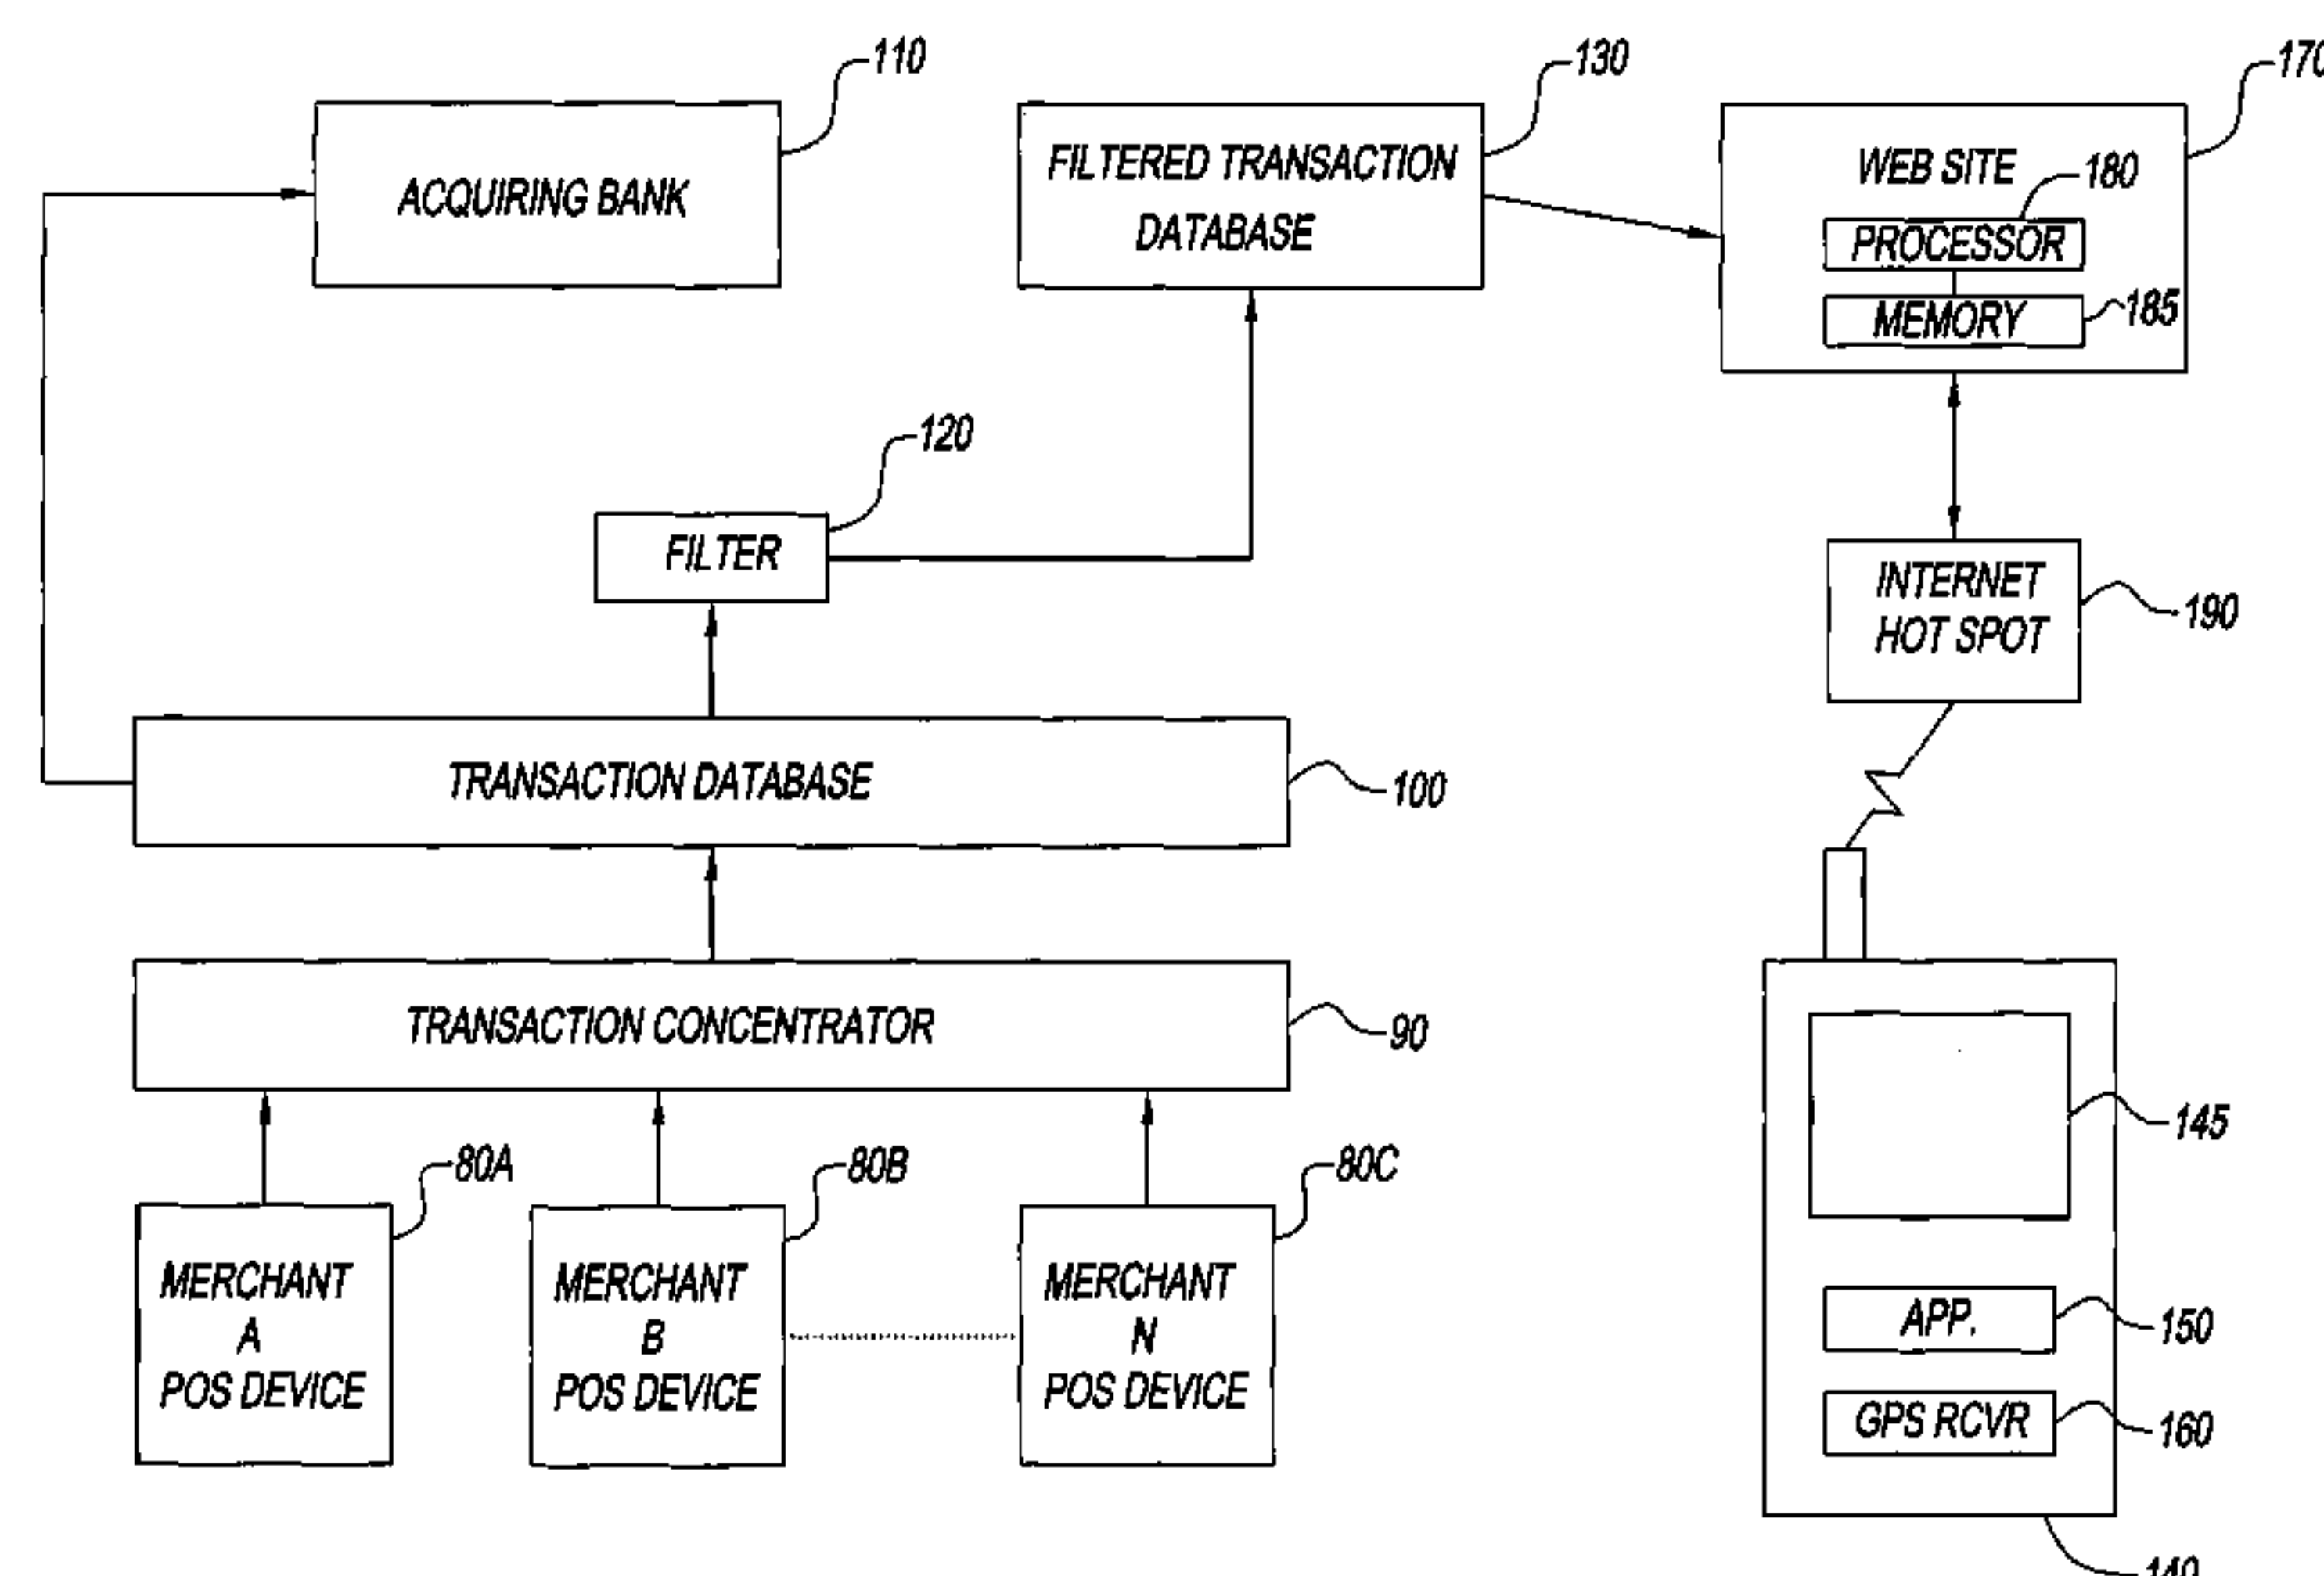 110
ACQUIRING BANK
130
FILTERED TRANSACTION
DATABASE
170
WEB SITE
180
PROCESSOR
MEMORY
185
120
FILTER
INTERNET
HOT SPOT
190
TRANSACTION DATABASE
100
TRANSACTION CONCENTRATOR
90
80A
MERCHANT
A
POS DEVICE
80B
MERCHANT
B
POS DEVICE
80C
MERCHANT
N
POS DEVICE
145
APP.
150
GPS RCVR
160
140